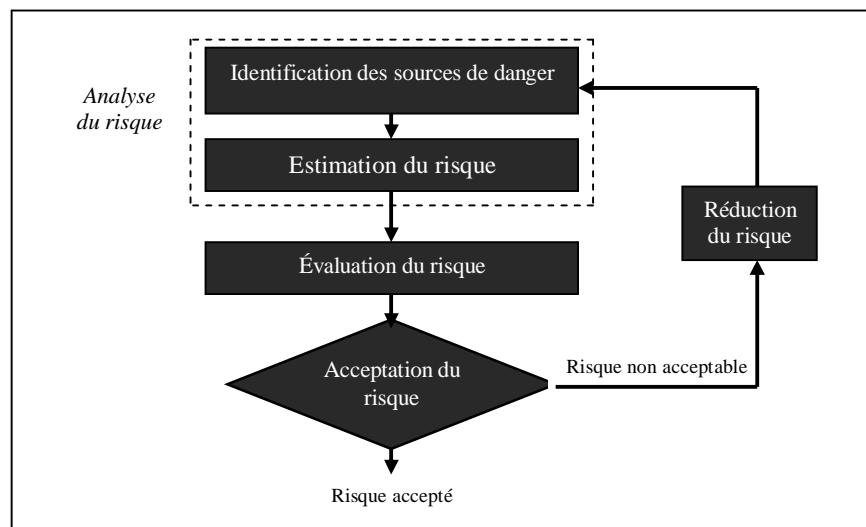 Identification des sources de danger
Analyse
du risque
Estimation du risque
Réduction
du risque
Évaluation du risque
Acceptation du
risque
Risque non acceptable
Risque accepté